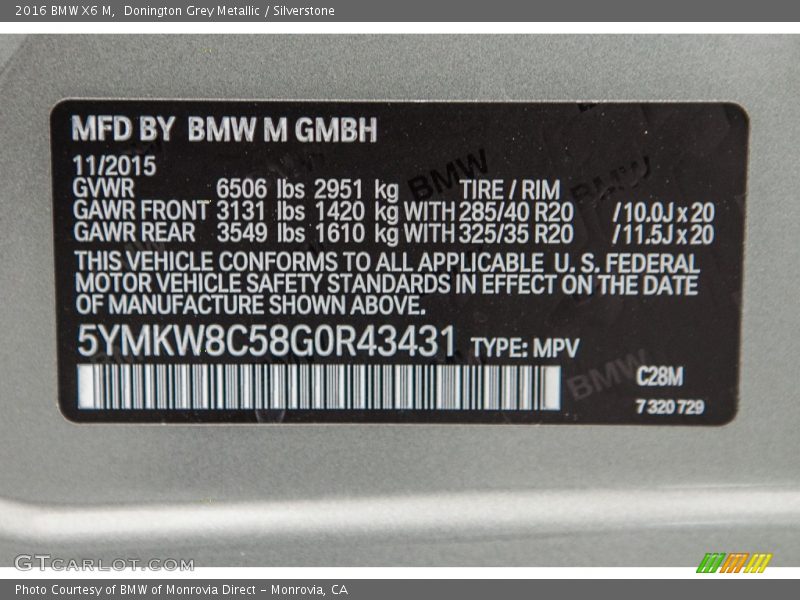 2016 BMW X6 M, Donington Grey Metallic / Silverstone
MFD BY BMW M GMBH
11/2015
GVWR 6506 lbs 2951 kg TIRE / RIM
GAWR FRONT 3131 lbs 1420 kg WITH 285/40 R20 /10.0J x 20
GAWR REAR 3549 lbs 1610 kg WITH 325/35 R20 /11.5J x 20
THIS VEHICLE CONFORMS TO ALL APPLICABLE U.S. FEDERAL
MOTOR VEHICLE SAFETY STANDARDS IN EFFECT ON THE DATE
OF MANUFACTURE SHOWN ABOVE.
5YMKW8C58G0R43431 TYPE: MPV
C28M
7 320 729
BMW
BMW
BMW
GTCARLOT.COM
Photo Courtesy of BMW of Monrovia Direct - Monrovia, CA